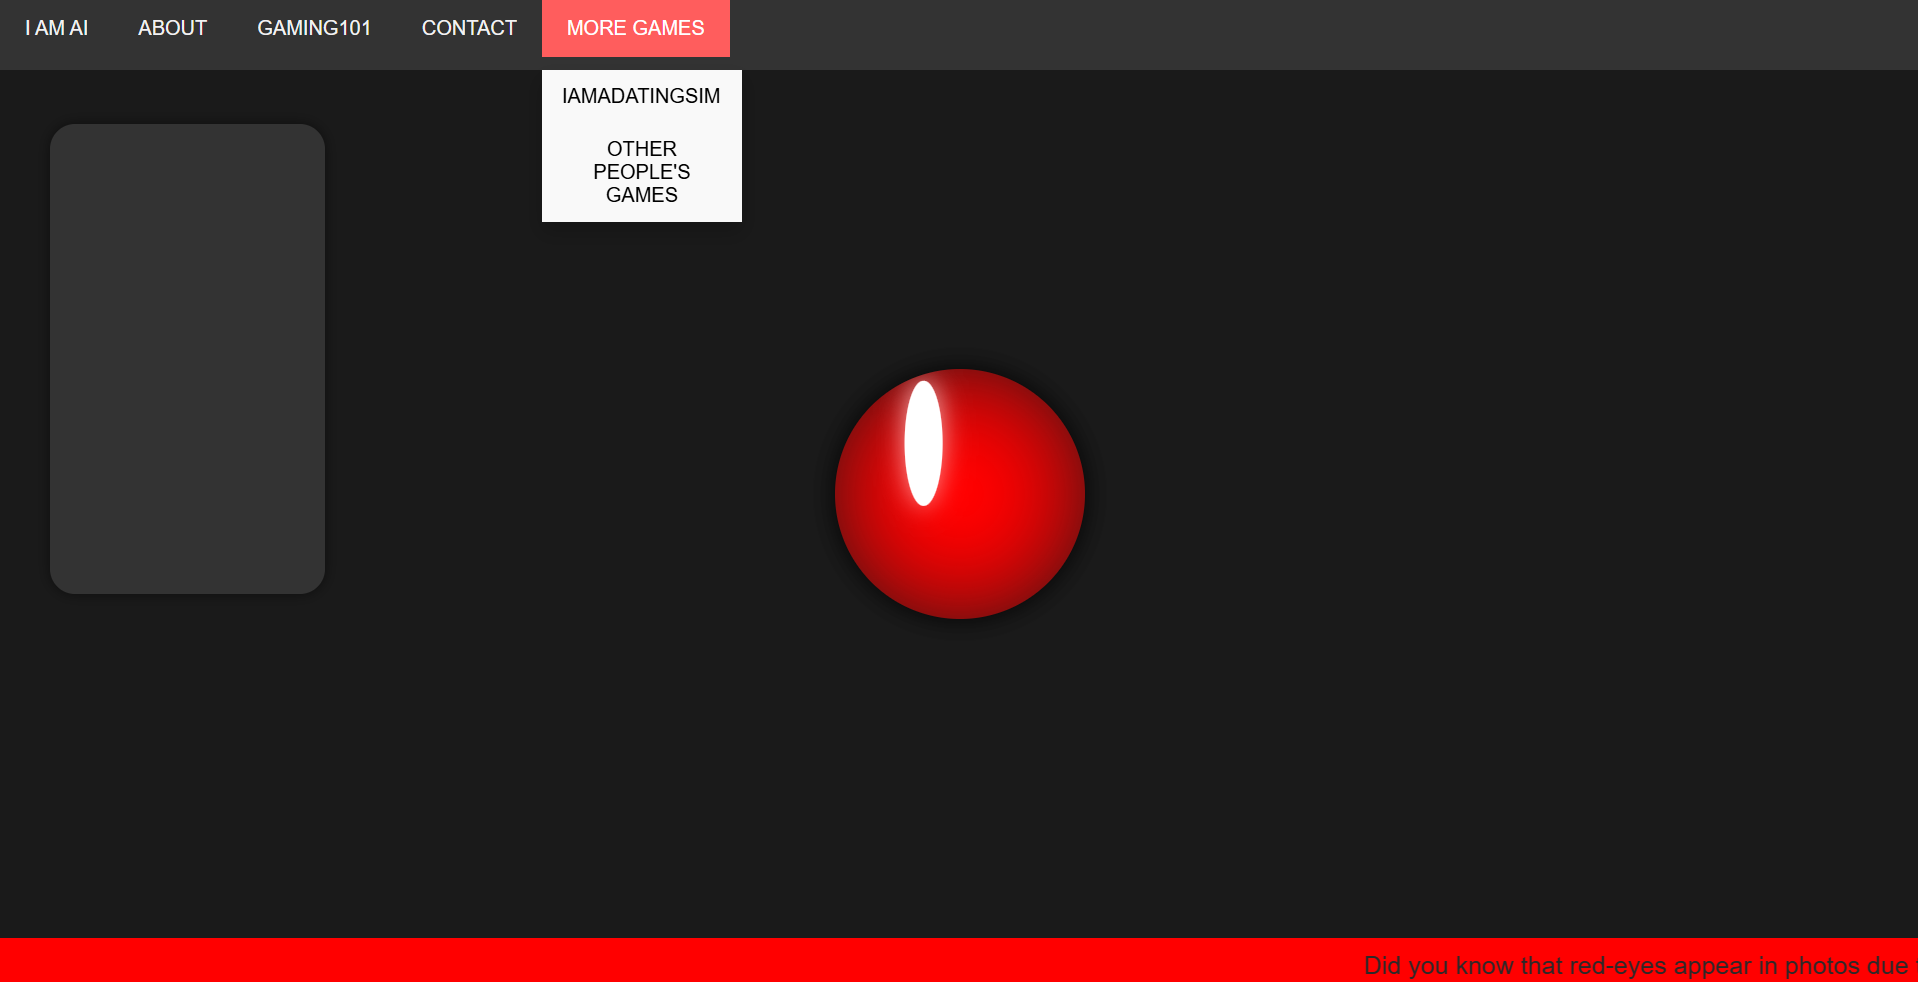 I AM AI ABOUT GAMING101 CONTACT MORE GAMES
IAMADATINGSIM
OTHER
PEOPLE'S
GAMES
Did you know that red-eyes appear in photos due